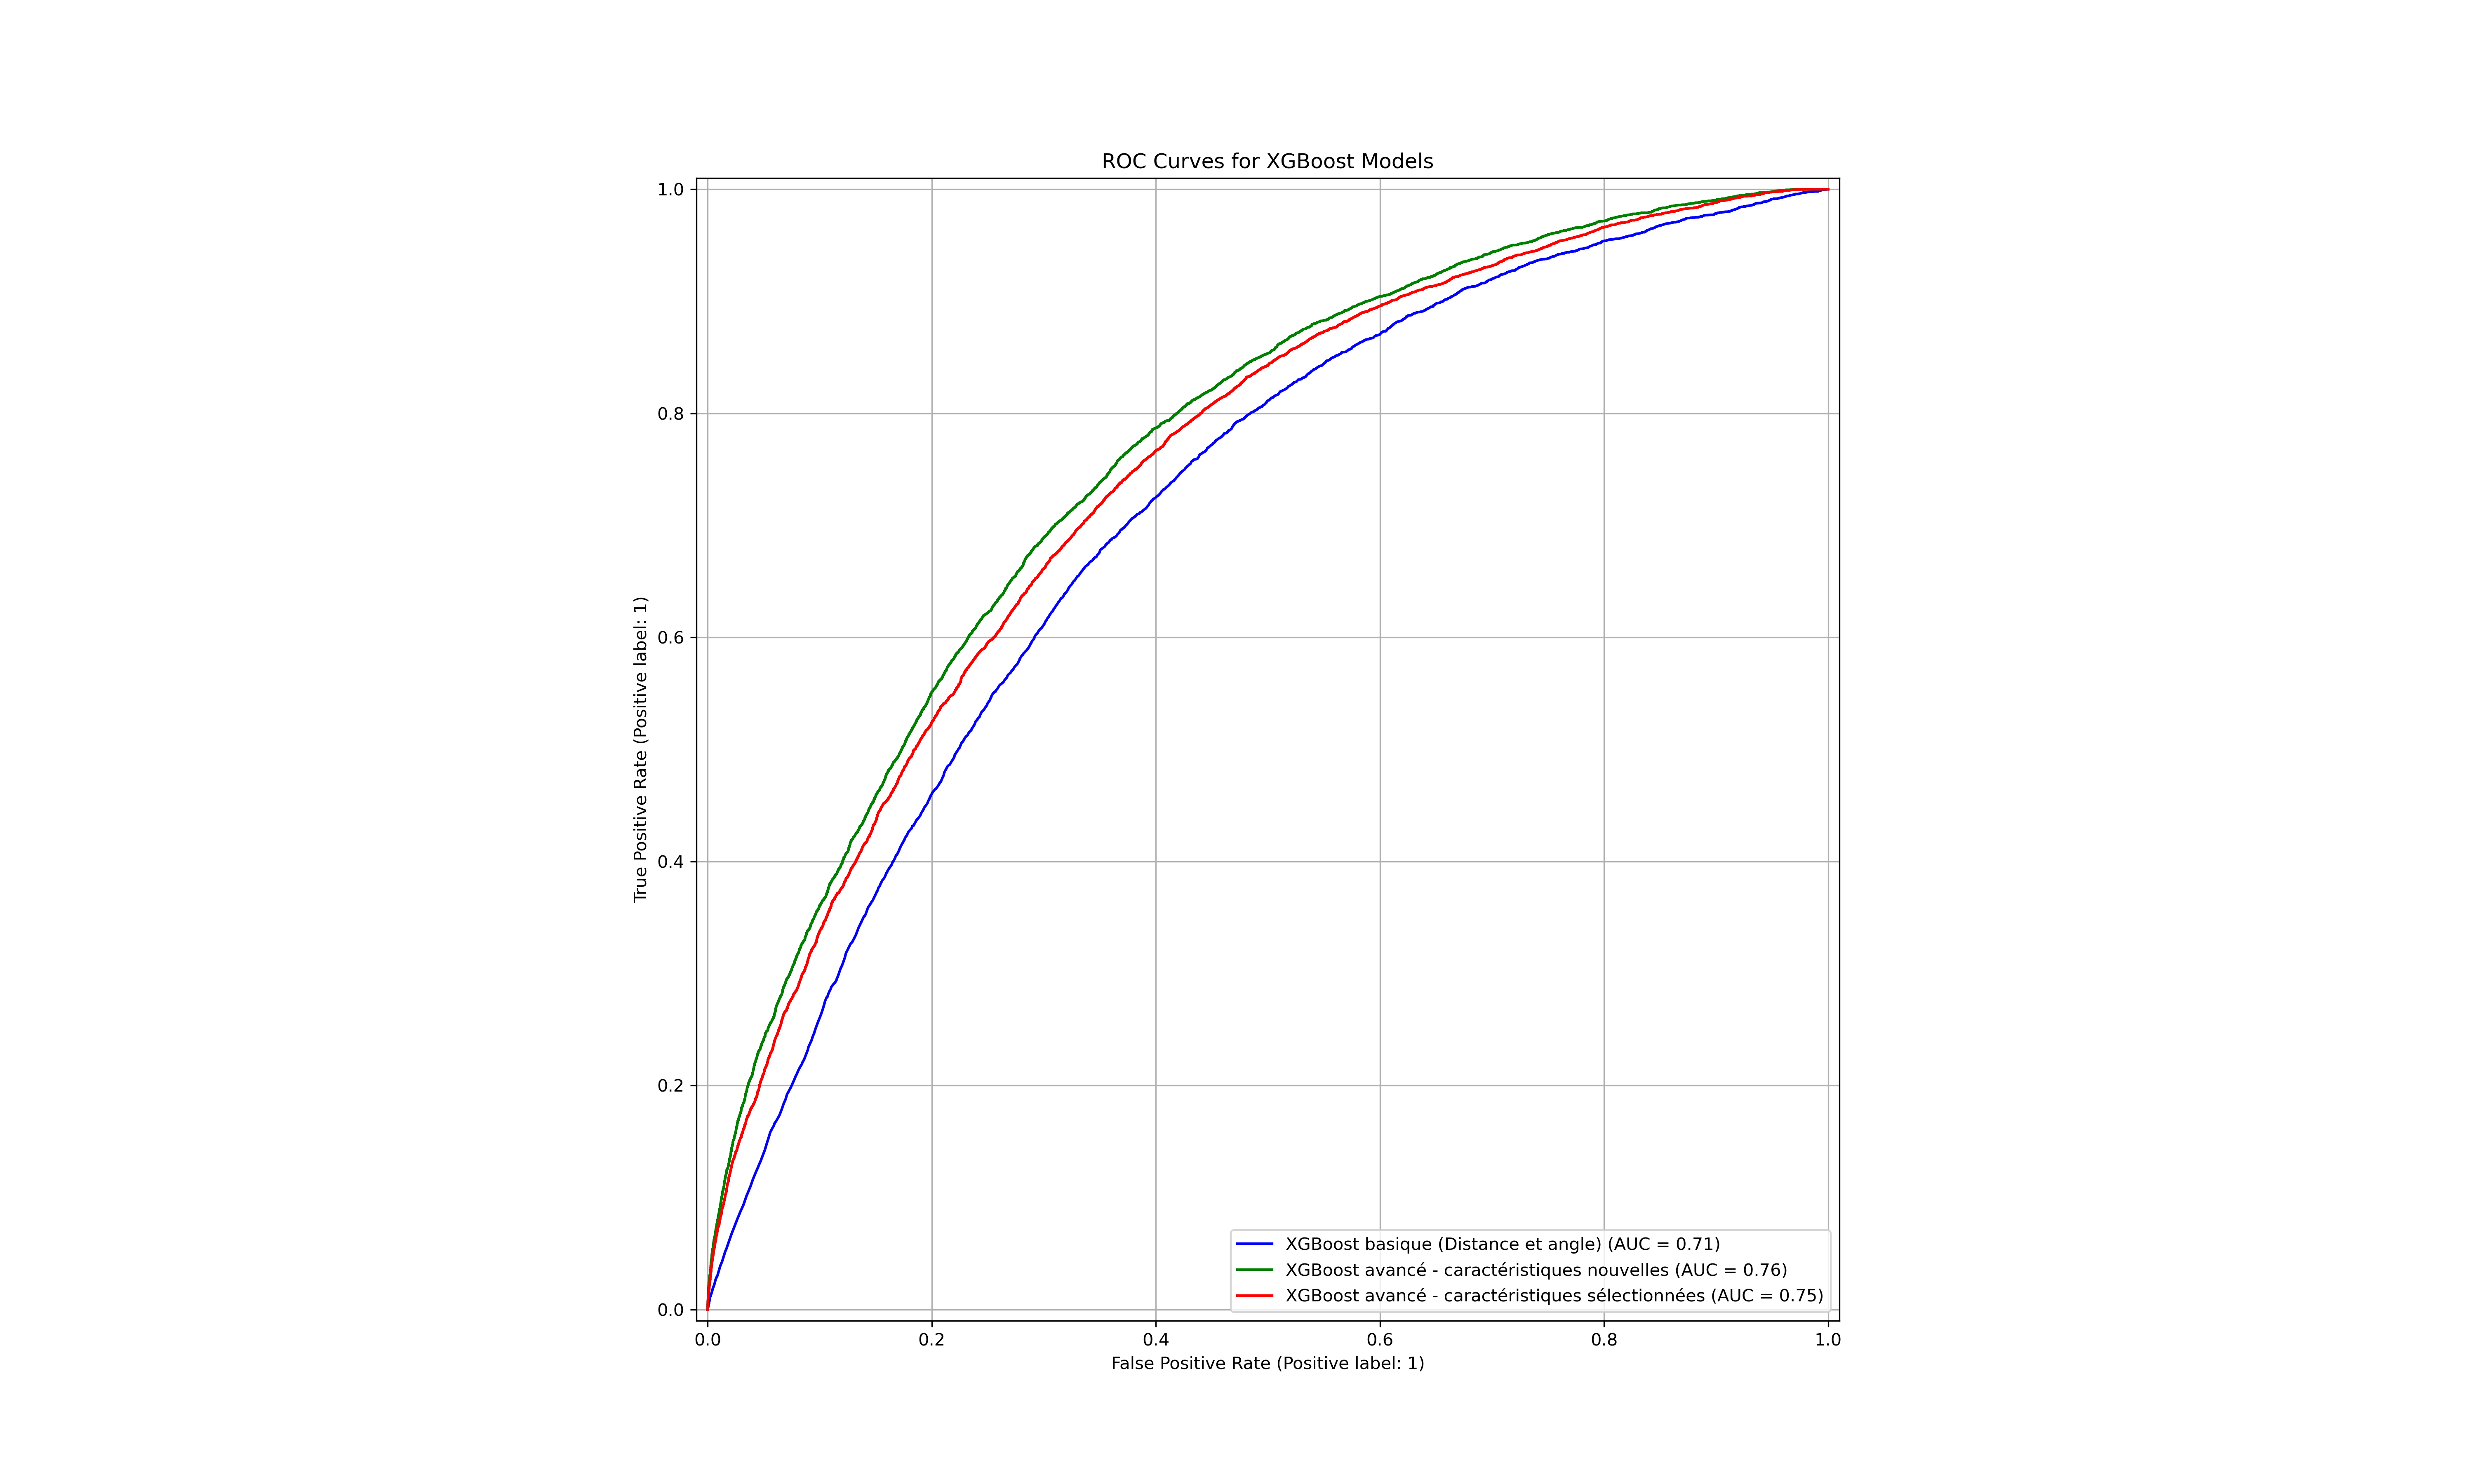 ROC Curves for XGBoost Models
True Positive Rate (Positive label: 1)
1.0
0.8
0.6
0.4
0.2
0.0
XGBoost basique (Distance et angle) (AUC = 0.71)
XGBoost avancé - caractéristiques nouvelles (AUC = 0.76)
XGBoost avancé - caractéristiques sélectionnées (AUC = 0.75)
0.0 0.2 0.4 0.6 0.8 1.0
False Positive Rate (Positive label: 1)